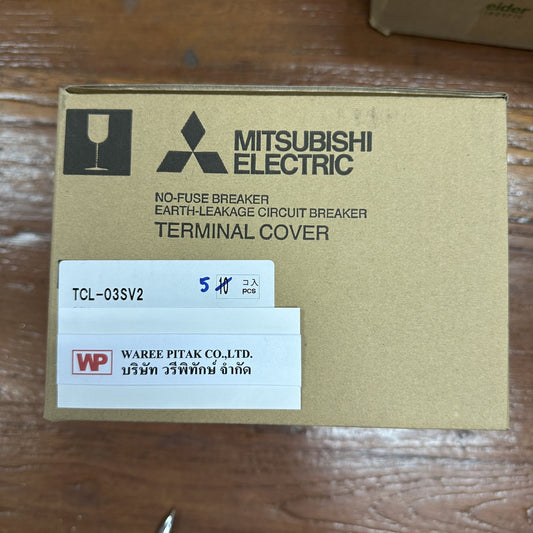 eider
MITSUBISHI
ELECTRIC
NO-FUSE BREAKER
EARTH-LEAKAGE CIRCUIT BREAKER
TERMINAL COVER
TCL-03SV2 5 10 コ入
pcs
WP WAREE PITAK CO.,LTD.
บริษัท วรีพิทักษ์ จำกัด